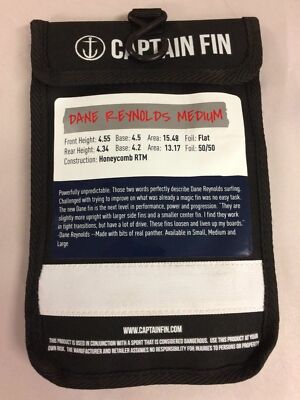 CAPTAIN FIN
DANE REYNOLDS MEDIUM
Front Height: 4.55 Base: 4.5 Area: 15.48 Foil: Flat
Rear Height: 4.34 Base: 4.2 Area: 13.17 Foil: 50/50
Construction: Honeycomb RTM
Powerfully unpredictable: Those two words perfectly describe Dane Reynolds surfing.
Challenged with trying to improve on what was already a magic fin was no easy task.
The new Dane fin is the next level in performance, power and progression. "They are
slightly more upright with larger side fins and a smaller center fin. I find they work
in tight transitions, but have a lot of drive. These fins loosen and liven up my boards."
-Dane Reynolds --Made with bits of real panther. Available in Small, Medium and
Large
WWW.CAPTAINFIN.COM
THIS PRODUCT IS USED IN CONJUNCTION WITH A SPORT THAT IS CONSIDERED DANGEROUS. USE THIS PRODUCT AT YOUR
OWN RISK. THE MANUFACTURER AND RETAILER ASSUMES NO RESPONSIBILITY FOR INJURIES TO PERSONS OR PROPERTY